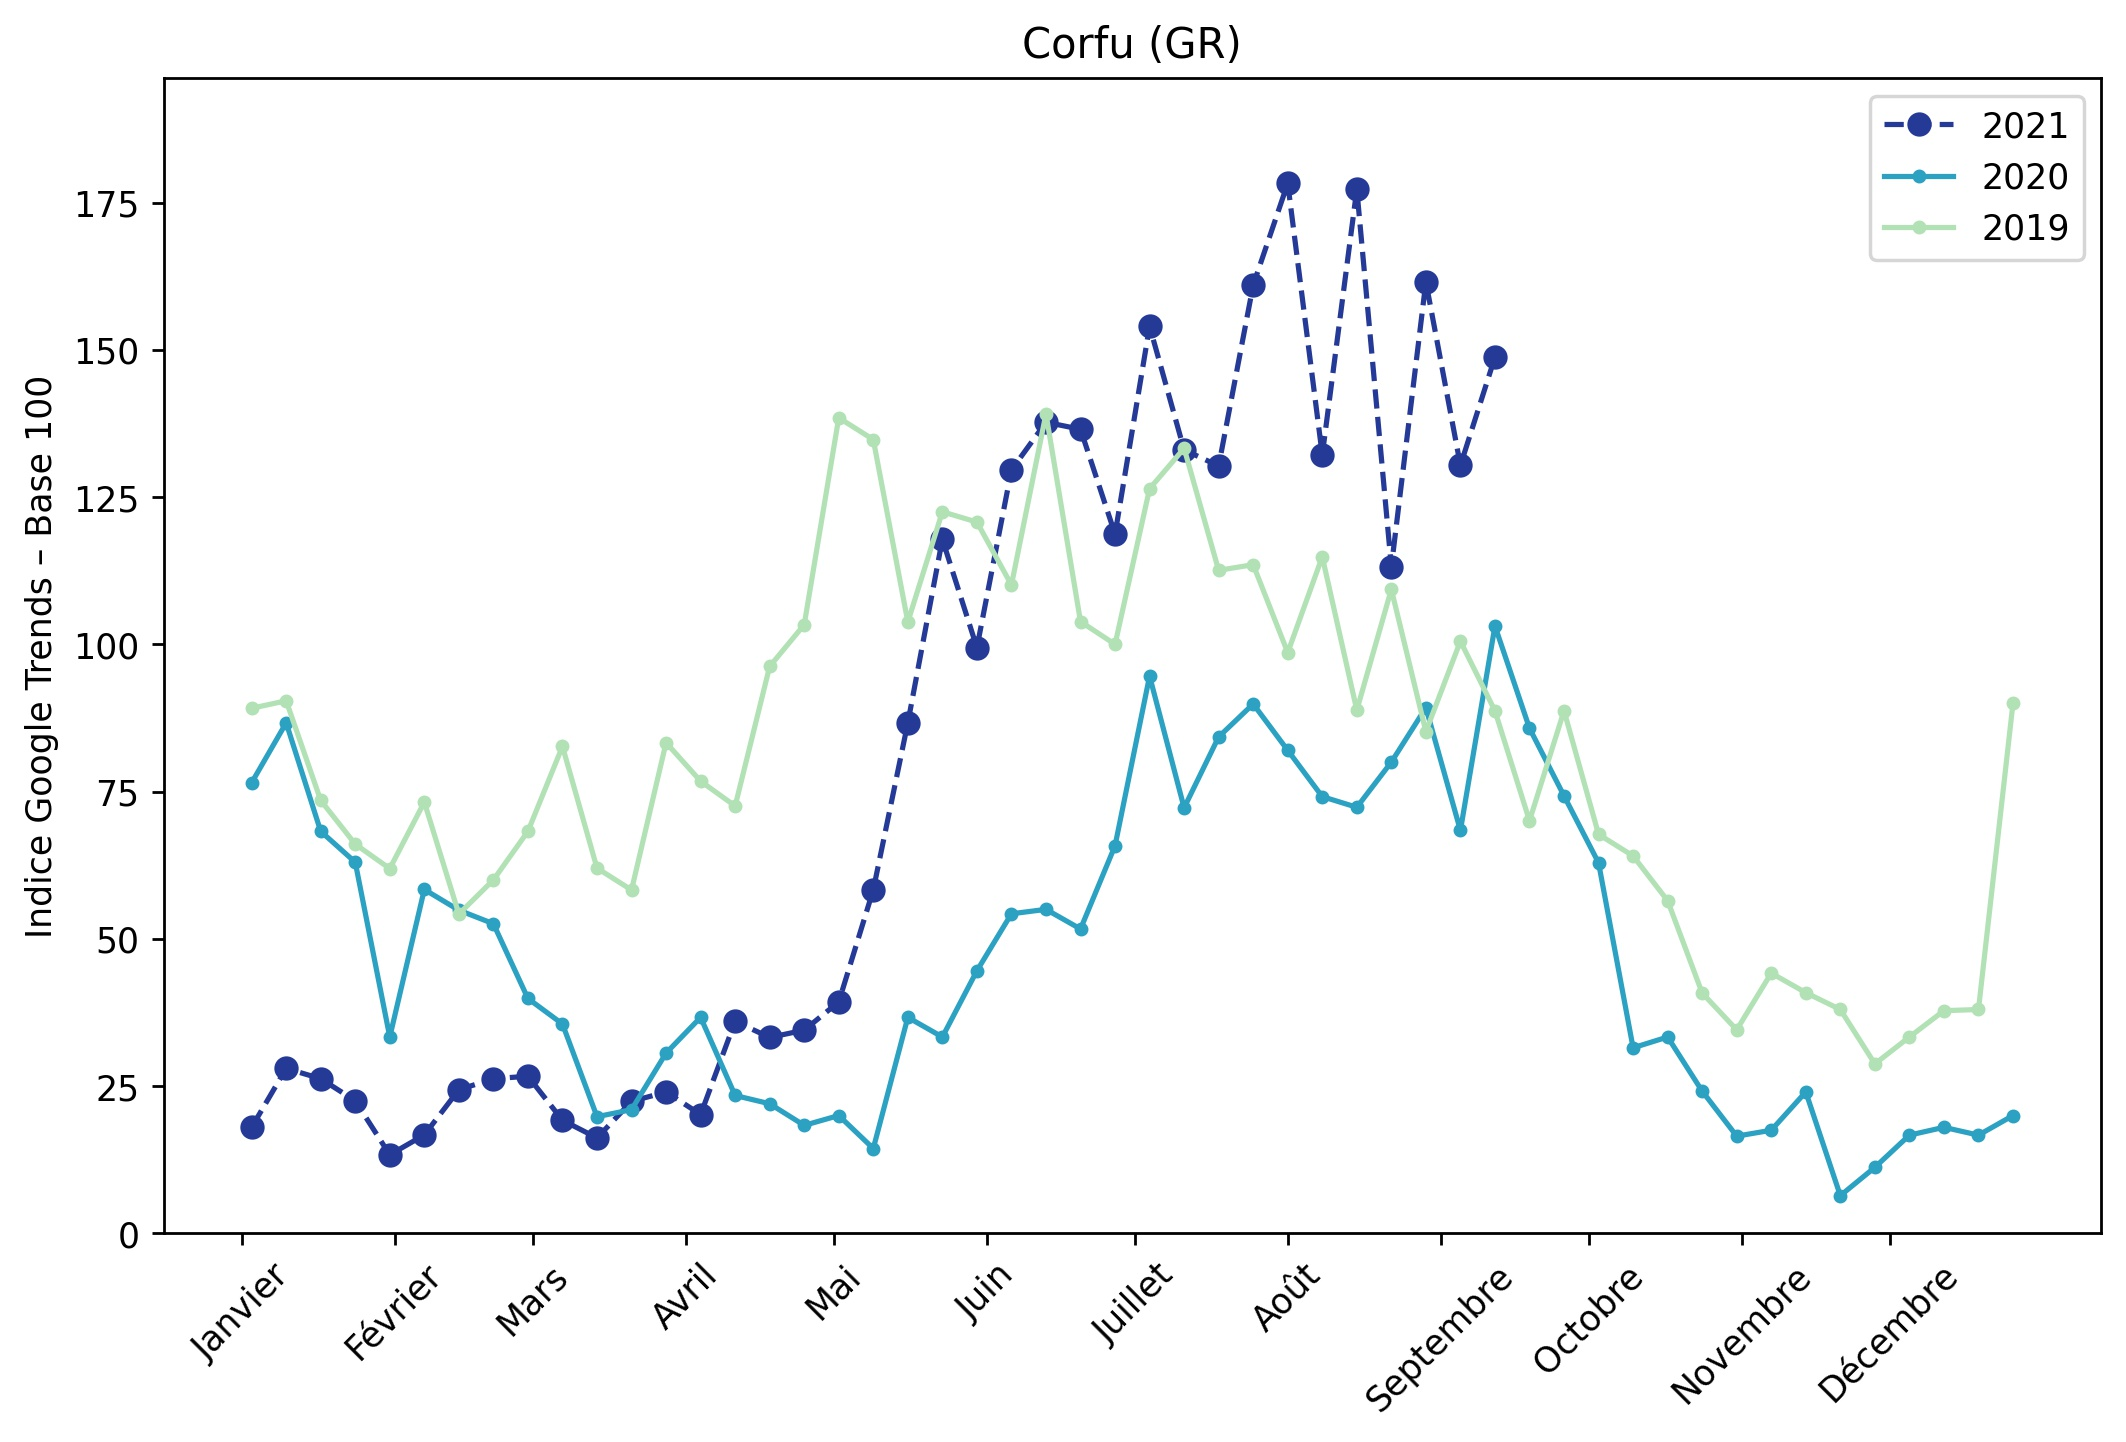 Corfu (GR)
2021
2020
2019
Indice Google Trends – Base 100
175
150
125
100
75
50
25
0
Janvier
Février
Mars
Avril
Mai
Juin
Juillet
Août
Septembre
Octobre
Novembre
Décembre